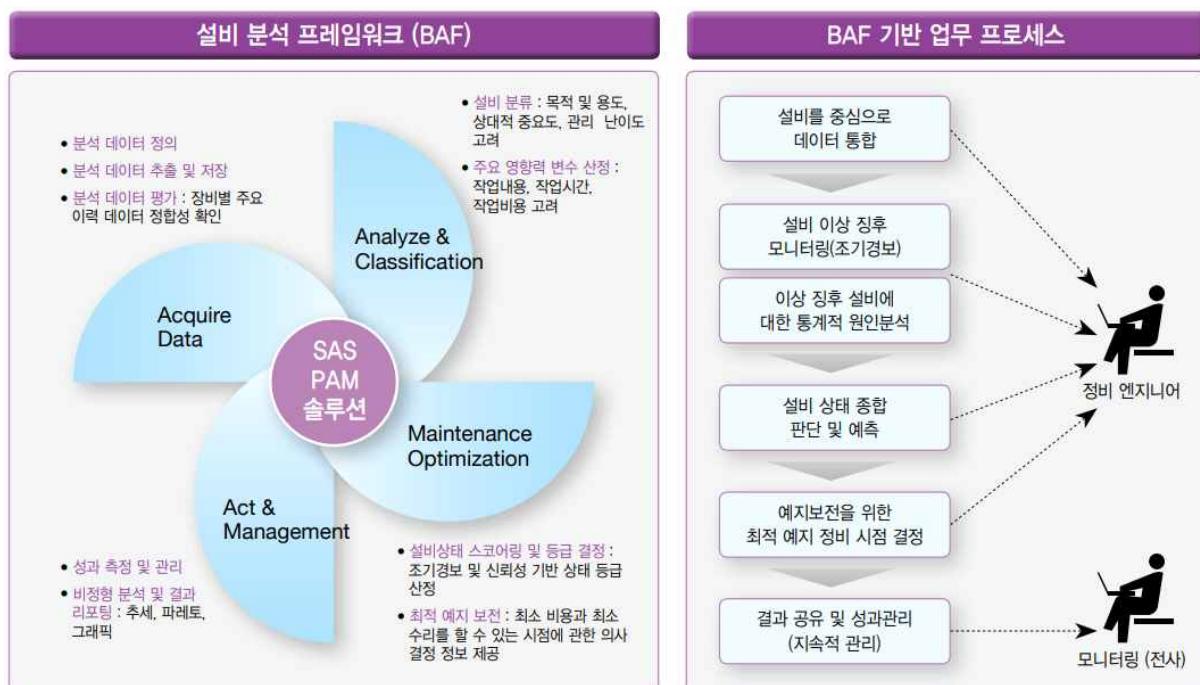 설비 분석 프레임워크 (BAF)
• 분석 데이터 정의
• 분석 데이터 추출 및 저장
• 분석 데이터 평가 : 장비별 주요
이력 데이터 정합성 확인
• 설비 분류 : 목적 및 용도,
상대적 중요도, 관리 난이도
고려
• 주요 영향력 변수 산정 :
작업내용, 작업시간,
작업비용 고려
Analyze &
Classification
Acquire
Data
SAS
PAM
솔루션
Maintenance
Optimization
Act &
Management
• 성과 측정 및 관리
• 비정형 분석 및 결과
리포팅 : 추세, 파레토,
그래픽
• 설비상태 스코어링 및 등급 결정 :
조기경보 및 신뢰성 기반 상태 등급
산정
• 최적 예지 보전 : 최소 비용과 최소
수리를 할 수 있는 시점에 관한 의사
결정 정보 제공
BAF 기반 업무 프로세스
설비를 중심으로
데이터 통합
설비 이상 징후
모니터링(조기경보)
이상 징후 설비에
대한 통계적 원인분석
설비 상태 종합
판단 및 예측
예지보전을 위한
최적 예지 정비 시점 결정
결과 공유 및 성과관리
(지속적 관리)
정비 엔지니어
모니터링 (전사)